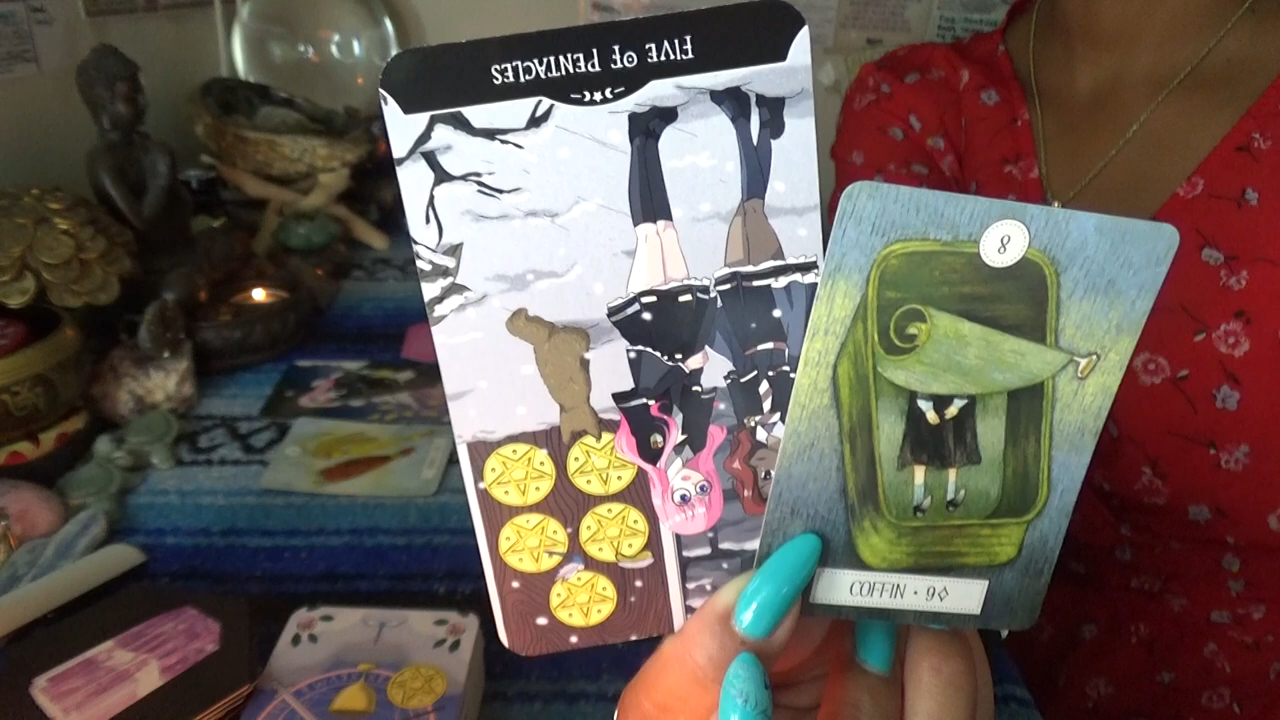 FIVE OF PENTACLES
8
COFFIN • 9♢